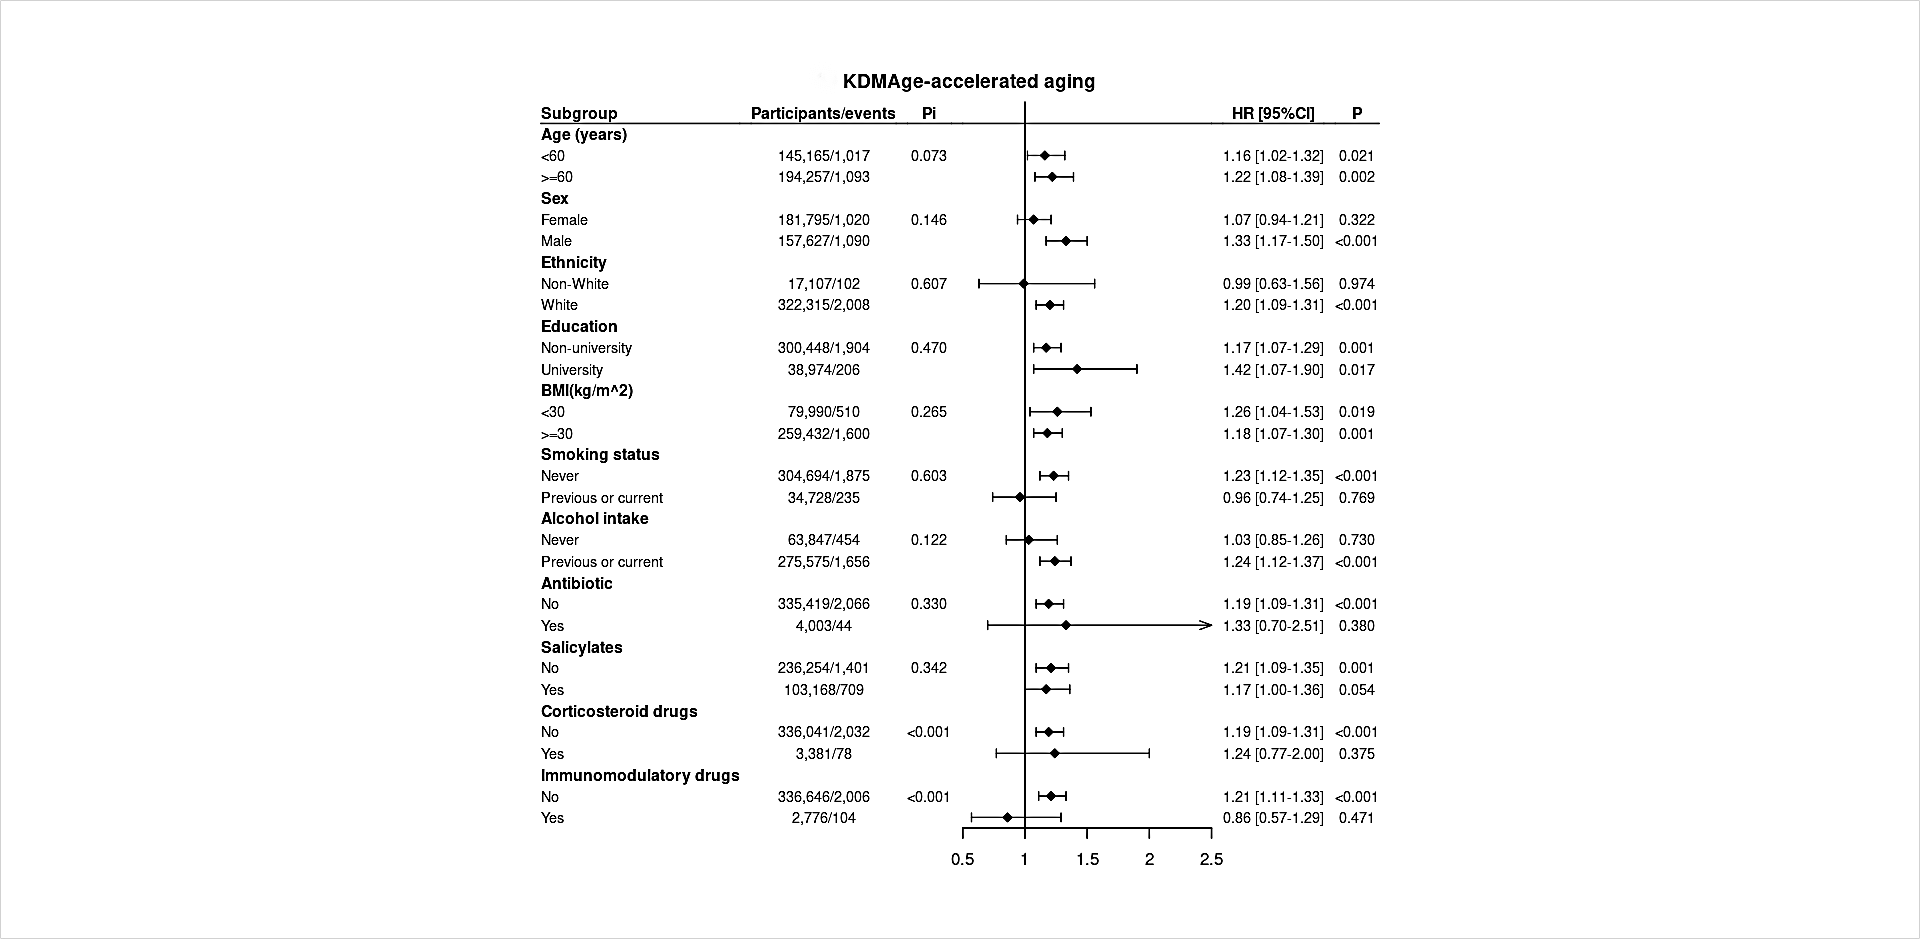 KDMAge-accelerated aging
Subgroup Participants/events Pi HR [95%CI] P
Age (years)
<60 145,165/1,017 0.073 1.16 [1.02-1.32] 0.021
>=60 194,257/1,093 1.22 [1.08-1.39] 0.002
Sex
Female 181,795/1,020 0.146 1.07 [0.94-1.21] 0.322
Male 157,627/1,090 1.33 [1.17-1.50] <0.001
Ethnicity
Non-White 17,107/102 0.607 0.99 [0.63-1.56] 0.974
White 322,315/2,008 1.20 [1.09-1.31] <0.001
Education
Non-university 300,448/1,904 0.470 1.17 [1.07-1.29] 0.001
University 38,974/206 1.42 [1.07-1.90] 0.017
BMI(kg/m^2)
<30 79,990/510 0.265 1.26 [1.04-1.53] 0.019
>=30 259,432/1,600 1.18 [1.07-1.30] 0.001
Smoking status
Never 304,694/1,875 0.603 1.23 [1.12-1.35] <0.001
Previous or current 34,728/235 0.96 [0.74-1.25] 0.769
Alcohol intake
Never 63,847/454 0.122 1.03 [0.85-1.26] 0.730
Previous or current 275,575/1,656 1.24 [1.12-1.37] <0.001
Antibiotic
No 335,419/2,066 0.330 1.19 [1.09-1.31] <0.001
Yes 4,003/44 1.33 [0.70-2.51] 0.380
Salicylates
No 236,254/1,401 0.342 1.21 [1.09-1.35] 0.001
Yes 103,168/709 1.17 [1.00-1.36] 0.054
Corticosteroid drugs
No 336,041/2,032 <0.001 1.19 [1.09-1.31] <0.001
Yes 3,381/78 1.24 [0.77-2.00] 0.375
Immunomodulatory drugs
No 336,646/2,006 <0.001 1.21 [1.11-1.33] <0.001
Yes 2,776/104 0.86 [0.57-1.29] 0.471
0.5 1 1.5 2 2.5